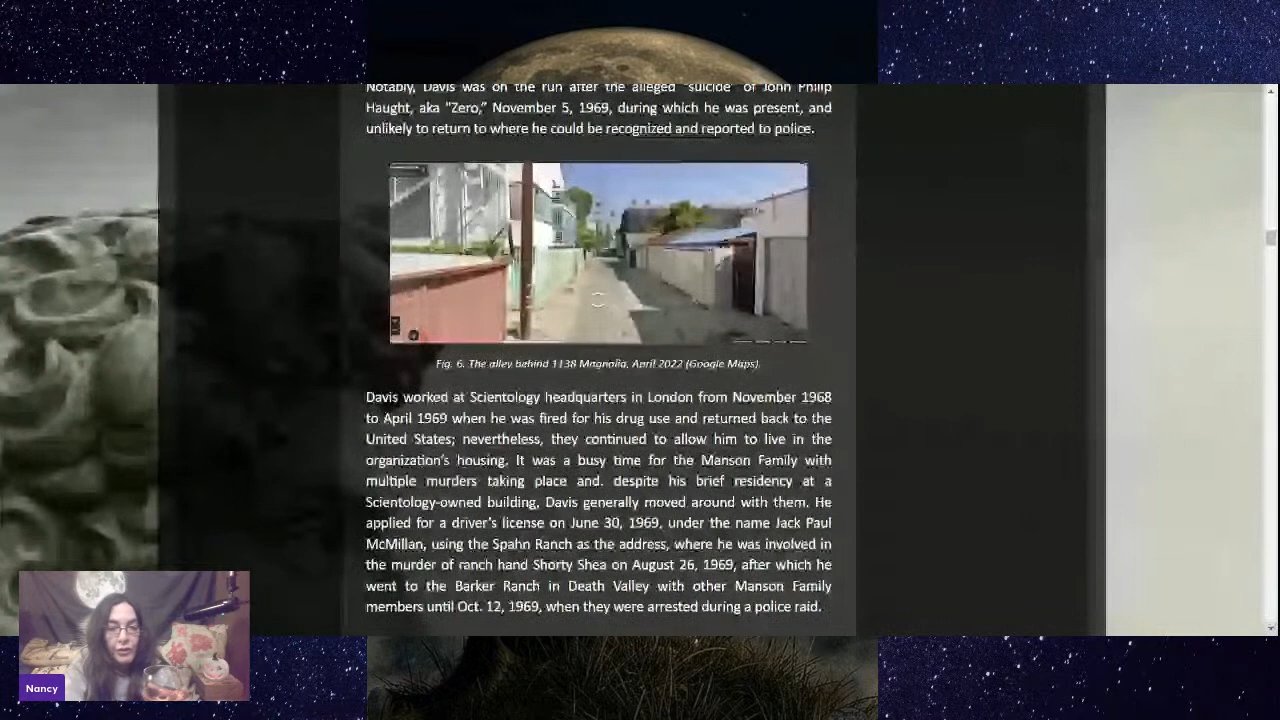 Notably, Davis was on the run after the alleged "suicide" of John Philip
Haught, aka "Zero," November 5, 1969, during which he was present, and
unlikely to return to where he could be recognized and reported to police.
Fig. 6. The alley behind 1138 Magnolia, April 2022 (Google Maps).
Davis worked at Scientology headquarters in London from November 1968
to April 1969 when he was fired for his drug use and returned back to the
United States; nevertheless, they continued to allow him to live in the
organization's housing. It was a busy time for the Manson Family with
multiple murders taking place and. despite his brief residency at a
Scientology-owned building, Davis generally moved around with them. He
applied for a driver's license on June 30, 1969, under the name Jack Paul
McMillan, using the Spahn Ranch as the address, where he was involved in
the murder of ranch hand Shorty Shea on August 26, 1969, after which he
went to the Barker Ranch in Death Valley with other Manson Family
members until Oct. 12, 1969, when they were arrested during a police raid.
Nancy